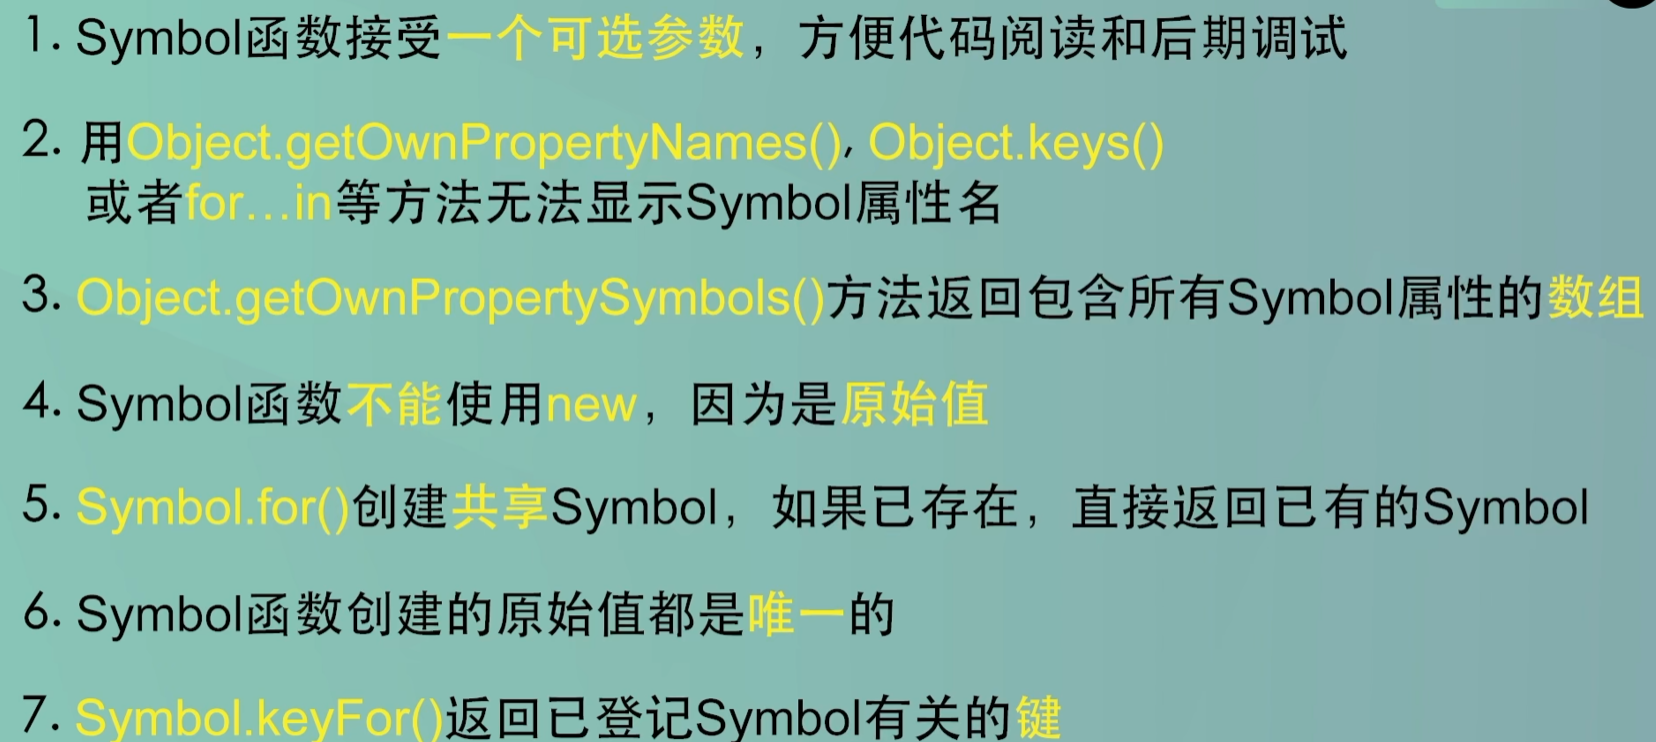 1. Symbol函数接受一个可选参数，方便代码阅读和后期调试
2. 用Object.getOwnPropertyNames(), Object.keys()
或者for...in等方法无法显示Symbol属性名
3. Object.getOwnPropertySymbols()方法返回包含所有Symbol属性的数组
4. Symbol函数不能使用new，因为是原始值
5. Symbol.for()创建共享Symbol，如果已存在，直接返回已有的Symbol
6. Symbol函数创建的原始值都是唯一的
7. Symbol.keyFor()返回已登记Symbol有关的键